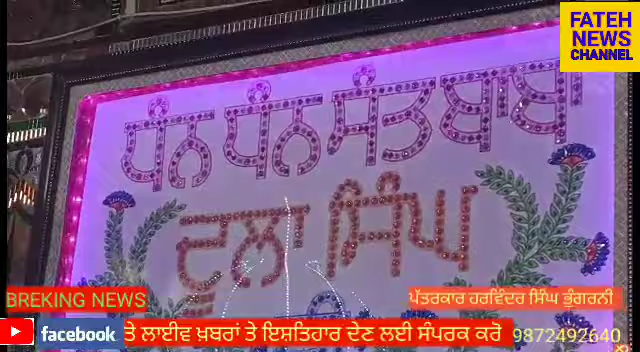 FATEH
NEWS
CHANNEL
ਧੰਨ ਧੰਨ ਸੰਤ ਬਾਬਾ
ਦੂਲਾ ਸਿੰਘ
BREKING NEWS
ਪੱਤਰਕਾਰ ਹਰਵਿੰਦਰ ਸਿੰਘ ਭੁੰਗਰਨੀ
facebook ਤੇ ਲਾਈਵ ਖ਼ਬਰਾਂ ਤੇ ਇਸ਼ਤਿਹਾਰ ਦੇਣ ਲਈ ਸੰਪਰਕ ਕਰੋ 9872492640